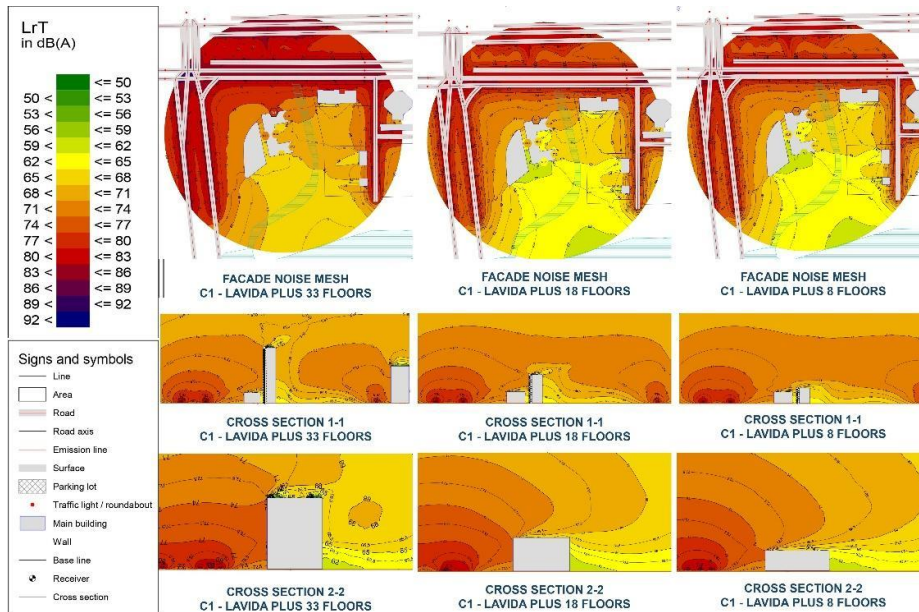 LrT
in dB(A)
<= 50
50 < <= 53
53 < <= 56
56 < <= 59
59 < <= 62
62 < <= 65
65 < <= 68
68 < <= 71
71 < <= 74
74 < <= 77
77 < <= 80
80 < <= 83
83 < <= 86
86 < <= 89
89 < <= 92
92 <
FACADE NOISE MESH
C1 - LAVIDA PLUS 33 FLOORS
FACADE NOISE MESH
C1 - LAVIDA PLUS 18 FLOORS
FACADE NOISE MESH
C1 - LAVIDA PLUS 8 FLOORS
Signs and symbols
Line
Area
Road
Road axis
Emission line
Surface
Parking lot
Traffic light / roundabout
Main building
Wall
Base line
Receiver
Cross section
CROSS SECTION 1-1
C1 - LAVIDA PLUS 33 FLOORS
CROSS SECTION 1-1
C1 - LAVIDA PLUS 18 FLOORS
CROSS SECTION 1-1
C1 - LAVIDA PLUS 8 FLOORS
CROSS SECTION 2-2
C1 - LAVIDA PLUS 33 FLOORS
CROSS SECTION 2-2
C1 - LAVIDA PLUS 18 FLOORS
CROSS SECTION 2-2
C1 - LAVIDA PLUS 8 FLOORS